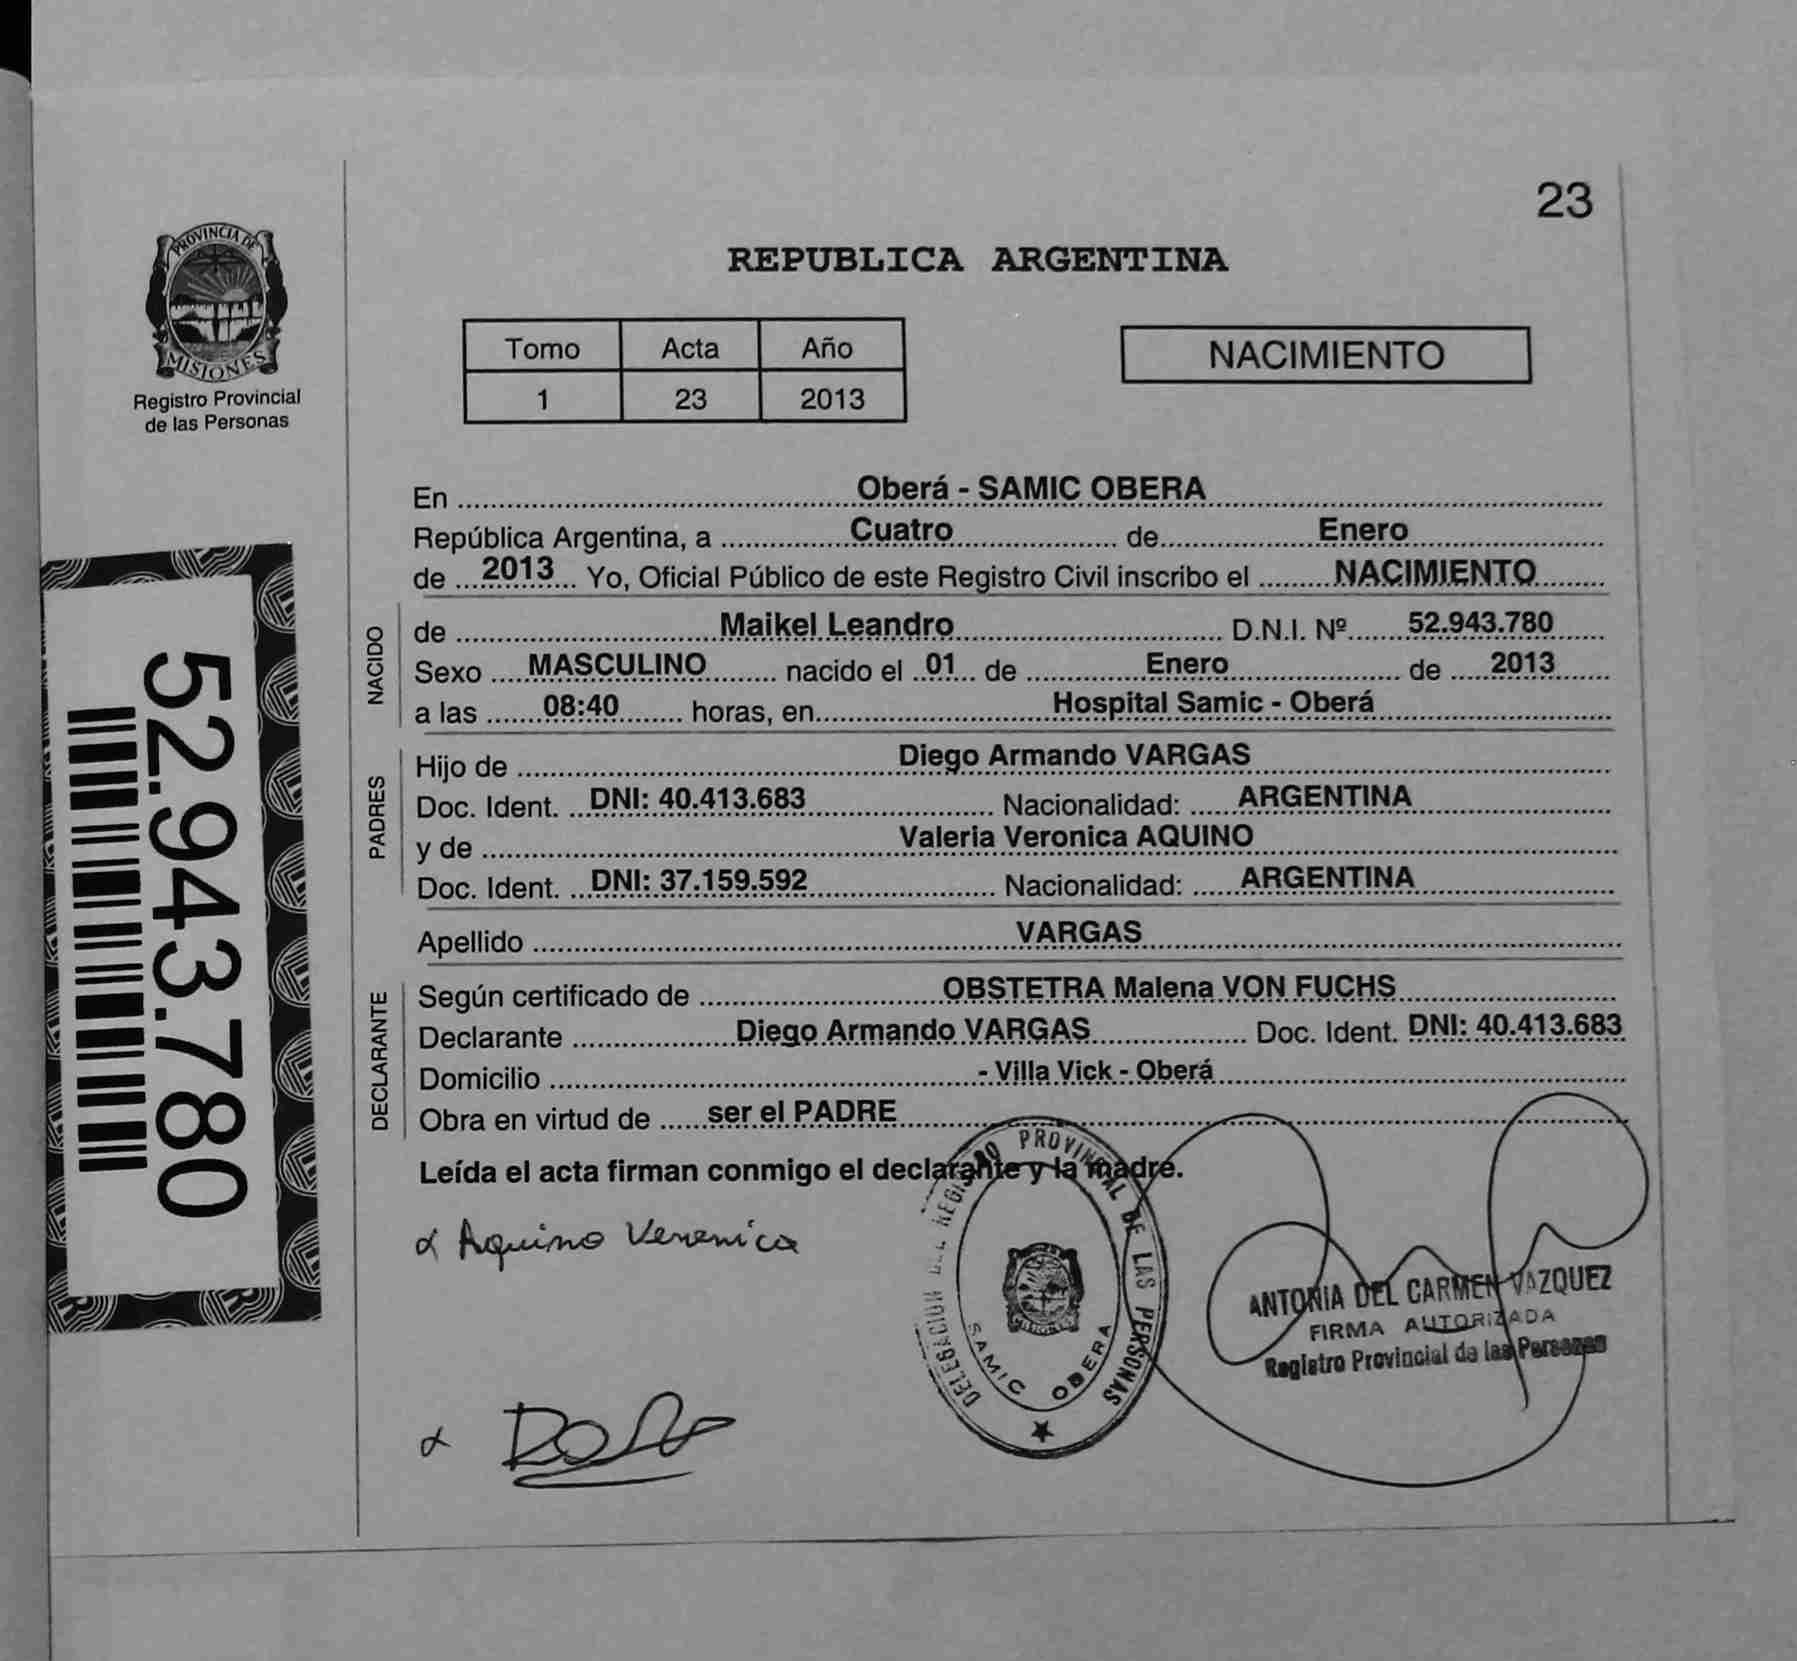 23
PROVINCIA DE
MISIONES
Registro Provincial
de las Personas
REPUBLICA ARGENTINA
Tomo Acta Año
1 23 2013
NACIMIENTO
En Oberá - SAMIC OBERA
República Argentina, a Cuatro de Enero
de 2013 Yo, Oficial Público de este Registro Civil inscribo el NACIMIENTO
NACIDO
de Maikel Leandro D.N.I. Nº 52.943.780
Sexo MASCULINO nacido el 01 de Enero de 2013
a las 08:40 horas, en Hospital Samic - Oberá
PADRES
Hijo de Diego Armando VARGAS
Doc. Ident. DNI: 40.413.683 Nacionalidad: ARGENTINA
y de Valeria Veronica AQUINO
Doc. Ident. DNI: 37.159.592 Nacionalidad: ARGENTINA
Apellido VARGAS
DECLARANTE
Según certificado de OBSTETRA Malena VON FUCHS
Declarante Diego Armando VARGAS Doc. Ident. DNI: 40.413.683
Domicilio - Villa Vick - Oberá
Obra en virtud de ser el PADRE
Leída el acta firman conmigo el declarante y la madre.
Aquino Veronica
DELEGACION DEL REGISTRO PROVINCIAL DE LAS PERSONAS
SAMIC OBERA
ANTONIA DEL CARMEN VAZQUEZ
FIRMA AUTORIZADA
Registro Provincial de las Personas
52.943.780